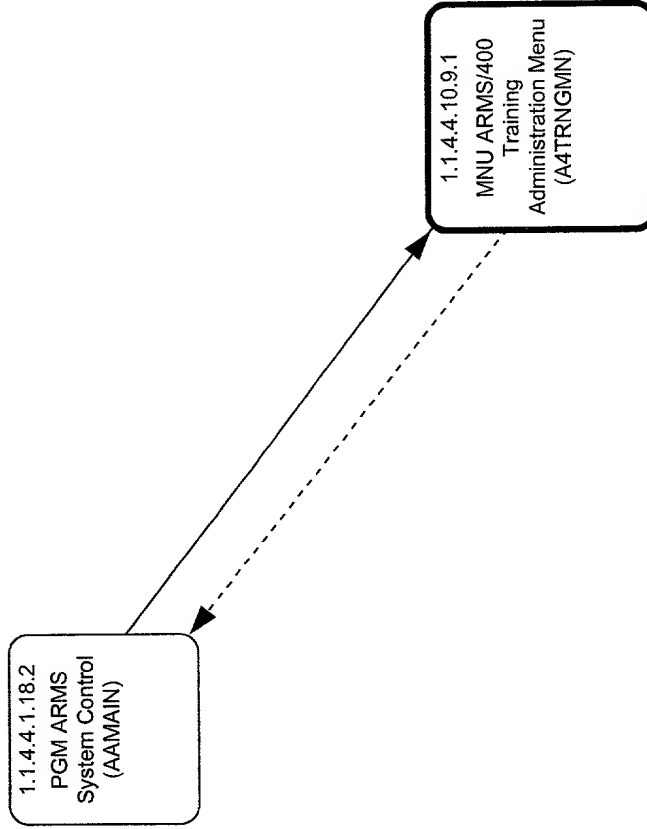 1.1.4.4.1.18.2
PGM ARMS
System Control
(AAMAIN)
1.1.4.4.10.9.1
MNU ARMS/400
Training
Administration Menu
(A4TRNGMN)